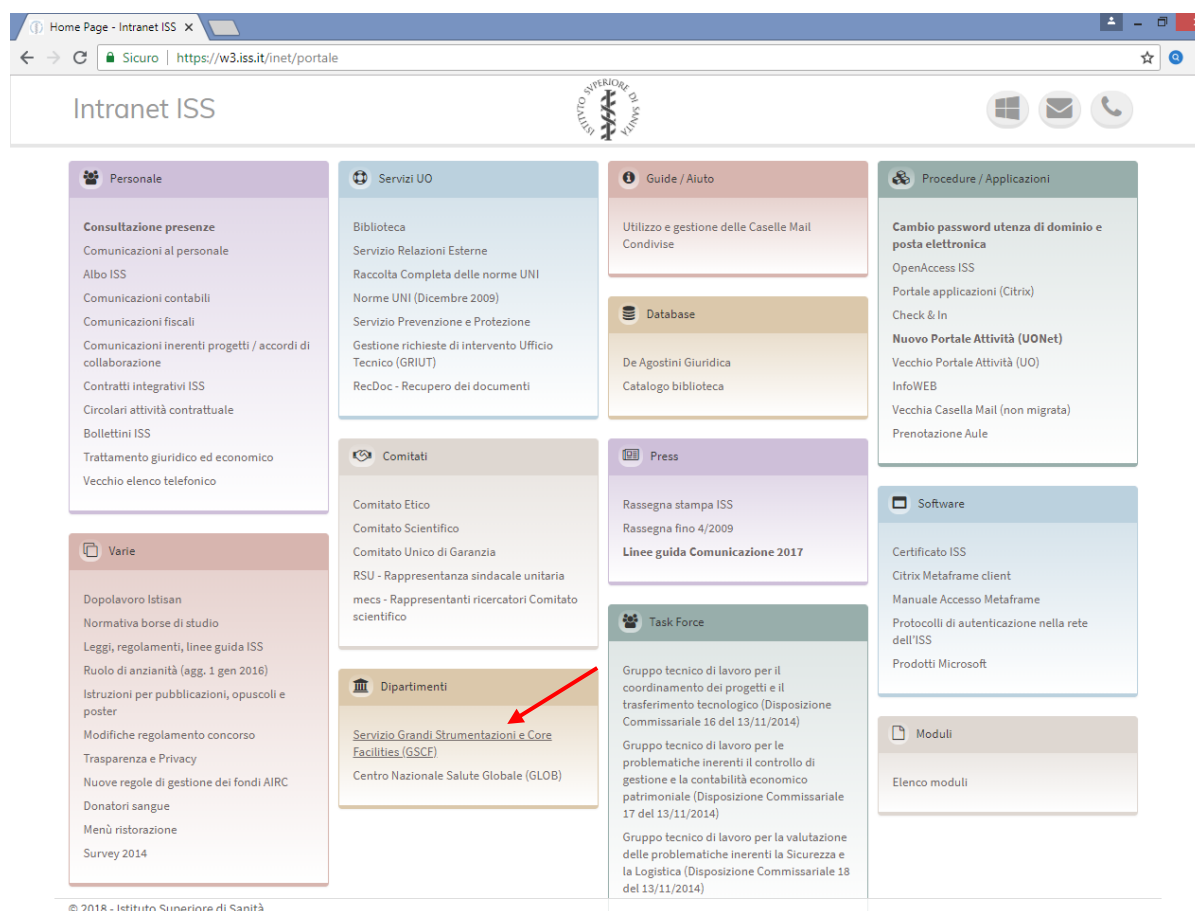 Home Page - Intranet ISS
Sicuro | https://w3.iss.it/inet/portale
Intranet ISS
ISTITVTO SVPERIORE DI SANITÀ
Personale
Consultazione presenze
Comunicazioni al personale
Albo ISS
Comunicazioni contabili
Comunicazioni fiscali
Comunicazioni inerenti progetti / accordi di
collaborazione
Contratti integrativi ISS
Circolari attività contrattuale
Bollettini ISS
Trattamento giuridico ed economico
Vecchio elenco telefonico
Varie
Dopolavoro Istisan
Normativa borse di studio
Leggi, regolamenti, linee guida ISS
Ruolo di anzianità (agg. 1 gen 2016)
Istruzioni per pubblicazioni, opuscoli e
poster
Modifiche regolamento concorso
Trasparenza e Privacy
Nuove regole di gestione dei fondi AIRC
Donatori sangue
Menù ristorazione
Survey 2014
Servizi UO
Biblioteca
Servizio Relazioni Esterne
Raccolta Completa delle norme UNI
Norme UNI (Dicembre 2009)
Servizio Prevenzione e Protezione
Gestione richieste di intervento Ufficio
Tecnico (GRIUT)
RecDoc - Recupero dei documenti
Comitati
Comitato Etico
Comitato Scientifico
Comitato Unico di Garanzia
RSU - Rappresentanza sindacale unitaria
mecs - Rappresentanti ricercatori Comitato
scientifico
Dipartimenti
Servizio Grandi Strumentazioni e Core
Facilities (GSCF)
Centro Nazionale Salute Globale (GLOB)
Guide / Aiuto
Utilizzo e gestione delle Caselle Mail
Condivise
Database
De Agostini Giuridica
Catalogo biblioteca
Press
Rassegna stampa ISS
Rassegna fino 4/2009
Linee guida Comunicazione 2017
Task Force
Gruppo tecnico di lavoro per il
coordinamento dei progetti e il
trasferimento tecnologico (Disposizione
Commissariale 16 del 13/11/2014)
Gruppo tecnico di lavoro per le
problematiche inerenti il controllo di
gestione e la contabilità economico
patrimoniale (Disposizione Commissariale
17 del 13/11/2014)
Gruppo tecnico di lavoro per la valutazione
delle problematiche inerenti la Sicurezza e
la Logistica (Disposizione Commissariale 18
del 13/11/2014)
Procedure / Applicazioni
Cambio password utenza di dominio e
posta elettronica
OpenAccess ISS
Portale applicazioni (Citrix)
Check & In
Nuovo Portale Attività (UONet)
Vecchio Portale Attività (UO)
InfoWEB
Vecchia Casella Mail (non migrata)
Prenotazione Aule
Software
Certificato ISS
Citrix Metaframe client
Manuale Accesso Metaframe
Protocolli di autenticazione nella rete
dell'ISS
Prodotti Microsoft
Moduli
Elenco moduli
© 2018 - Istituto Superiore di Sanità